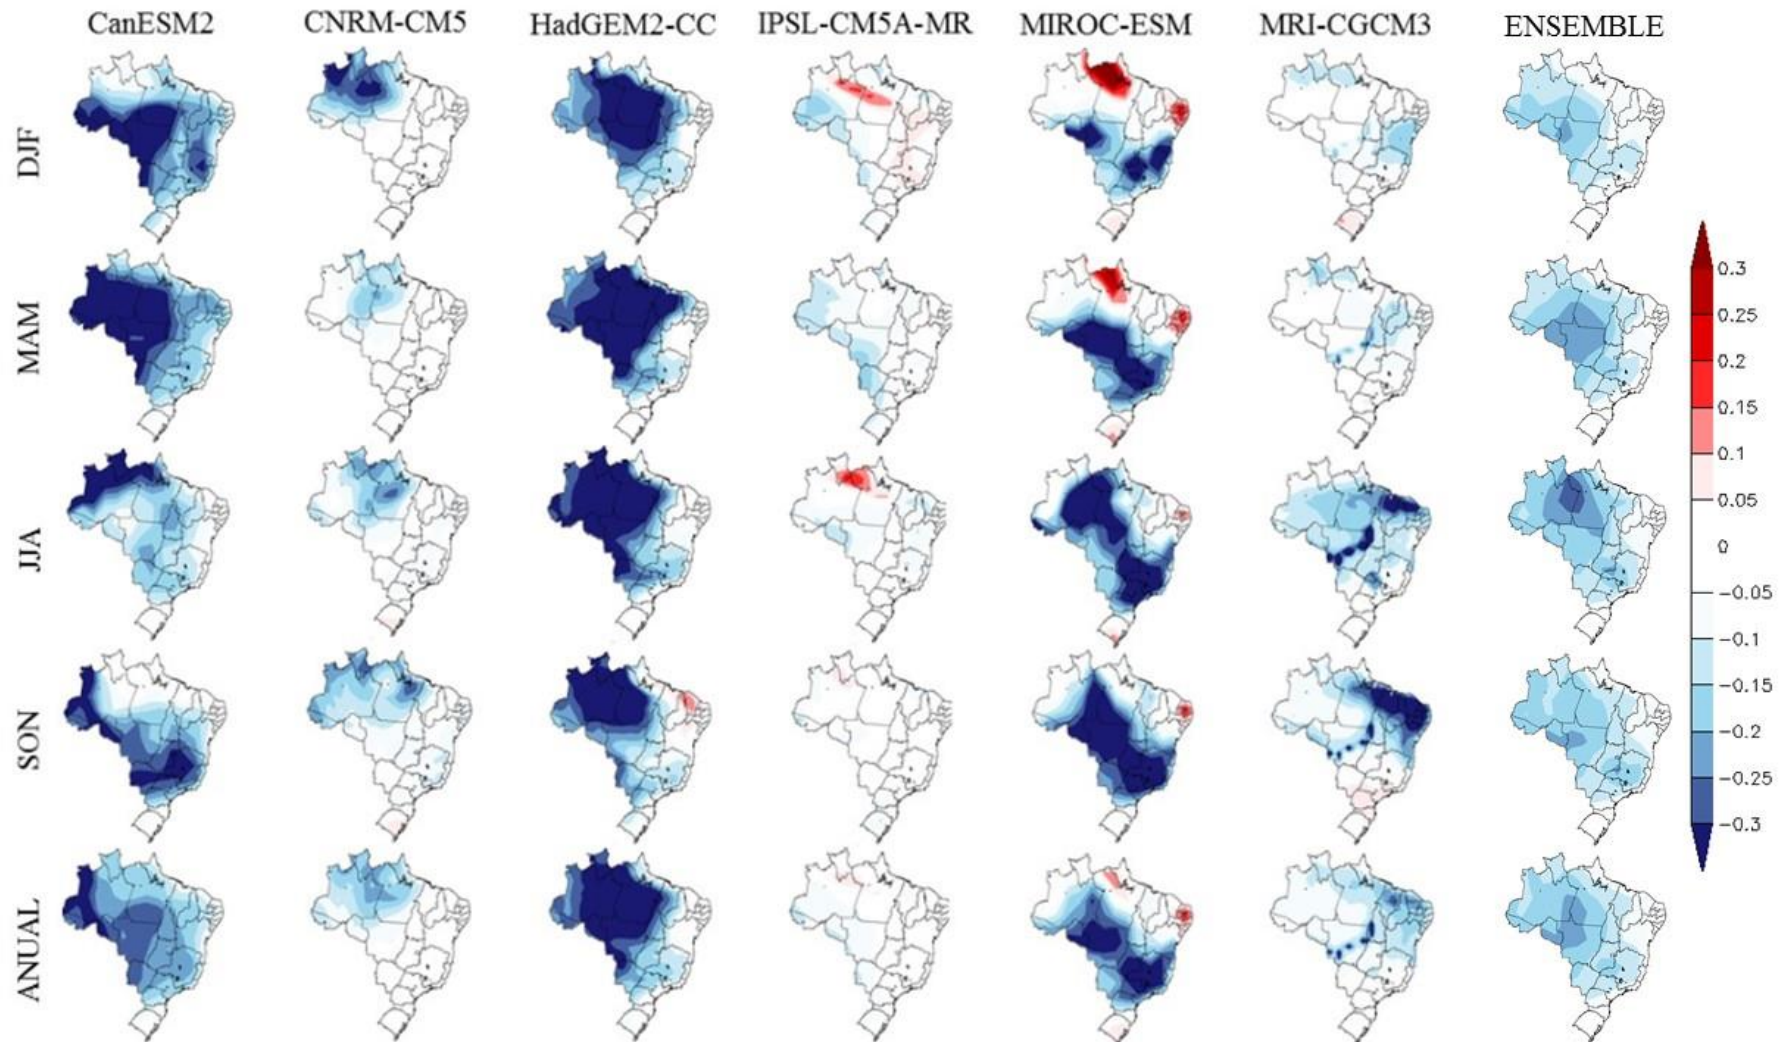 CanESM2 CNRM-CM5 HadGEM2-CC IPSL-CM5A-MR MIROC-ESM MRI-CGCM3 ENSEMBLE
DJF
MAM
JJA
SON
ANUAL
0.3
0.25
0.2
0.15
0.1
0.05
0
-0.05
-0.1
-0.15
-0.2
-0.25
-0.3